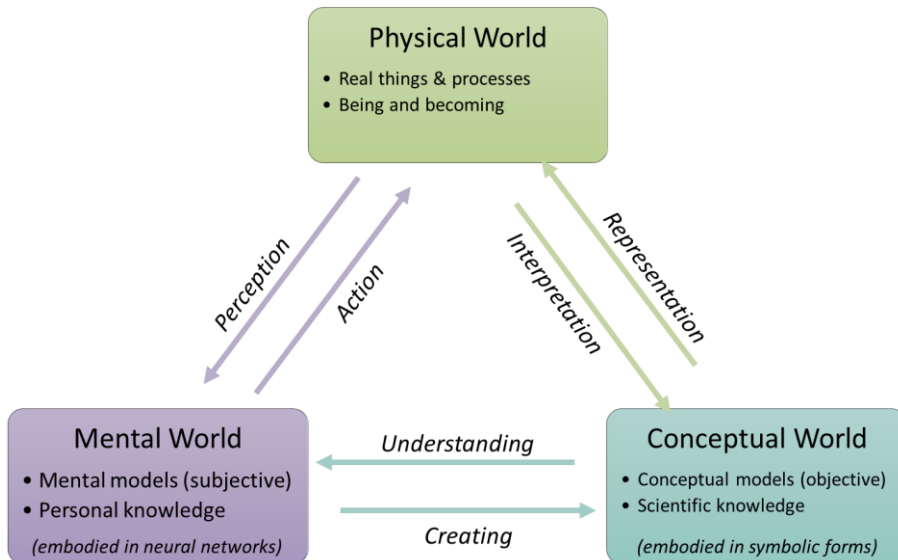 Physical World
• Real things & processes
• Being and becoming
Perception
Action
Interpretation
Representation
Mental World
• Mental models (subjective)
• Personal knowledge
(embodied in neural networks)
Understanding
Creating
Conceptual World
• Conceptual models (objective)
• Scientific knowledge
(embodied in symbolic forms)